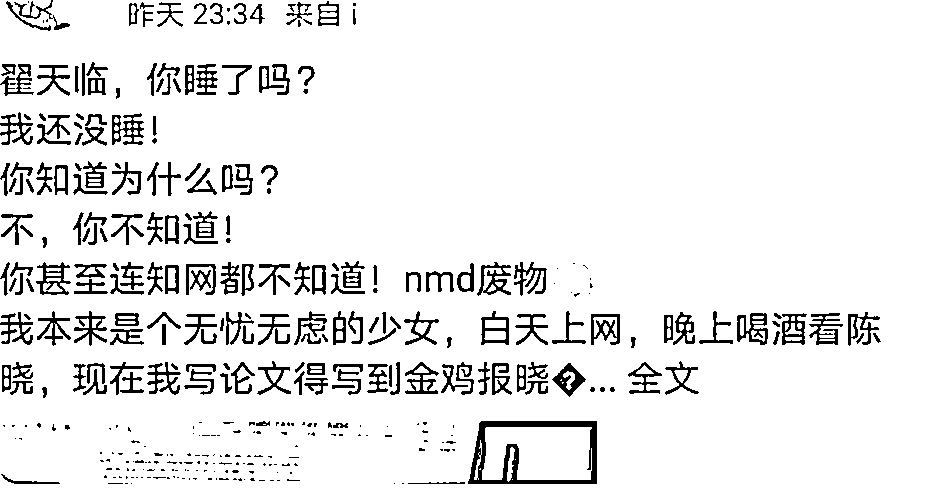 昨天 23:34 来自 i
翟天临，你睡了吗？
我还没睡！
你知道为什么吗？
不，你不知道！
你甚至连知网都不知道！nmd废物
我本来是个无忧无虑的少女，白天上网，晚上喝酒看陈
晓，现在我写论文得写到金鸡报晓�... 全文